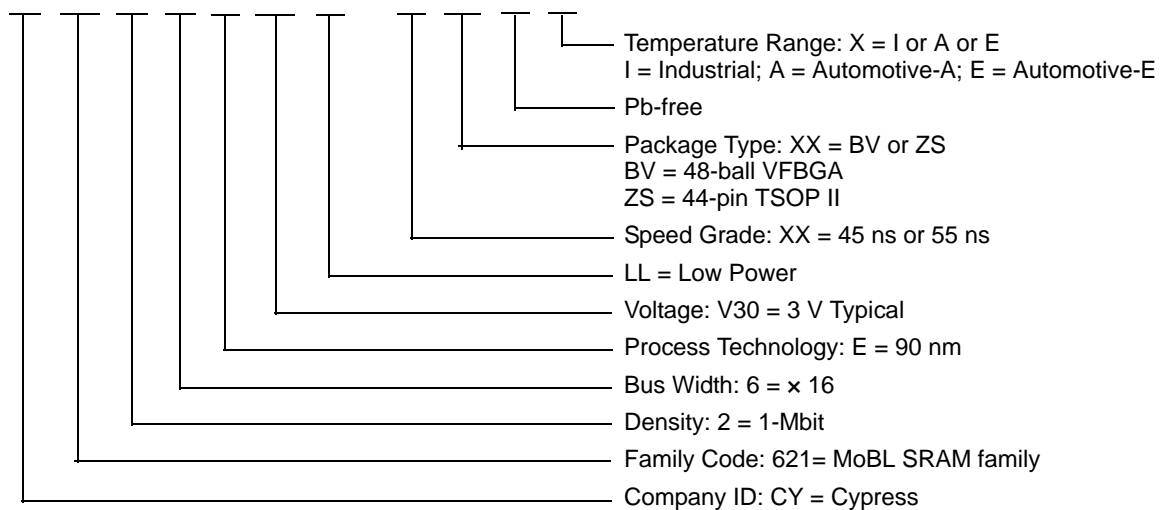 Temperature Range: X = I or A or E
I = Industrial; A = Automotive-A; E = Automotive-E
Pb-free
Package Type: XX = BV or ZS
BV = 48-ball VFBGA
ZS = 44-pin TSOP II
Speed Grade: XX = 45 ns or 55 ns
LL = Low Power
Voltage: V30 = 3 V Typical
Process Technology: E = 90 nm
Bus Width: 6 = × 16
Density: 2 = 1-Mbit
Family Code: 621= MoBL SRAM family
Company ID: CY = Cypress